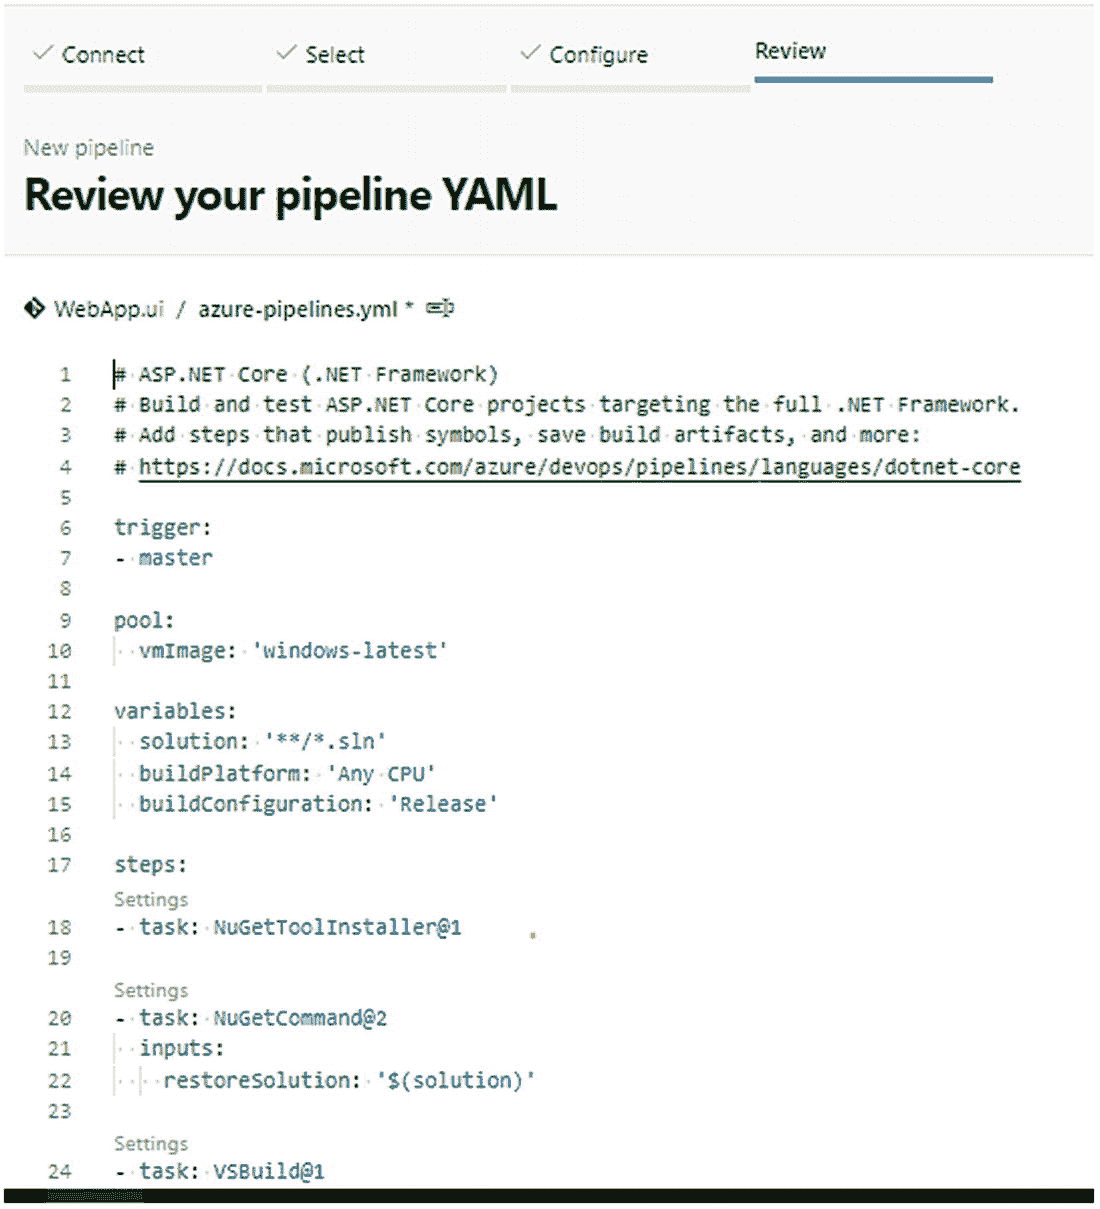 Connect
Select
Configure
Review
New pipeline
Review your pipeline YAML
WebApp.ui / azure-pipelines.yml *
1 # ASP.NET Core (.NET Framework)
2 # Build and test ASP.NET Core projects targeting the full .NET Framework.
3 # Add steps that publish symbols, save build artifacts, and more:
4 # https://docs.microsoft.com/azure/devops/pipelines/languages/dotnet-core
5
6 trigger:
7 - master
8
9 pool:
10   vmImage: 'windows-latest'
11
12 variables:
13   solution: '**/*.sln'
14   buildPlatform: 'Any CPU'
15   buildConfiguration: 'Release'
16
17 steps:
Settings
18 - task: NuGetToolInstaller@1
19
Settings
20 - task: NuGetCommand@2
21   inputs:
22     restoreSolution: '$(solution)'
23
Settings
24 - task: VSBuild@1